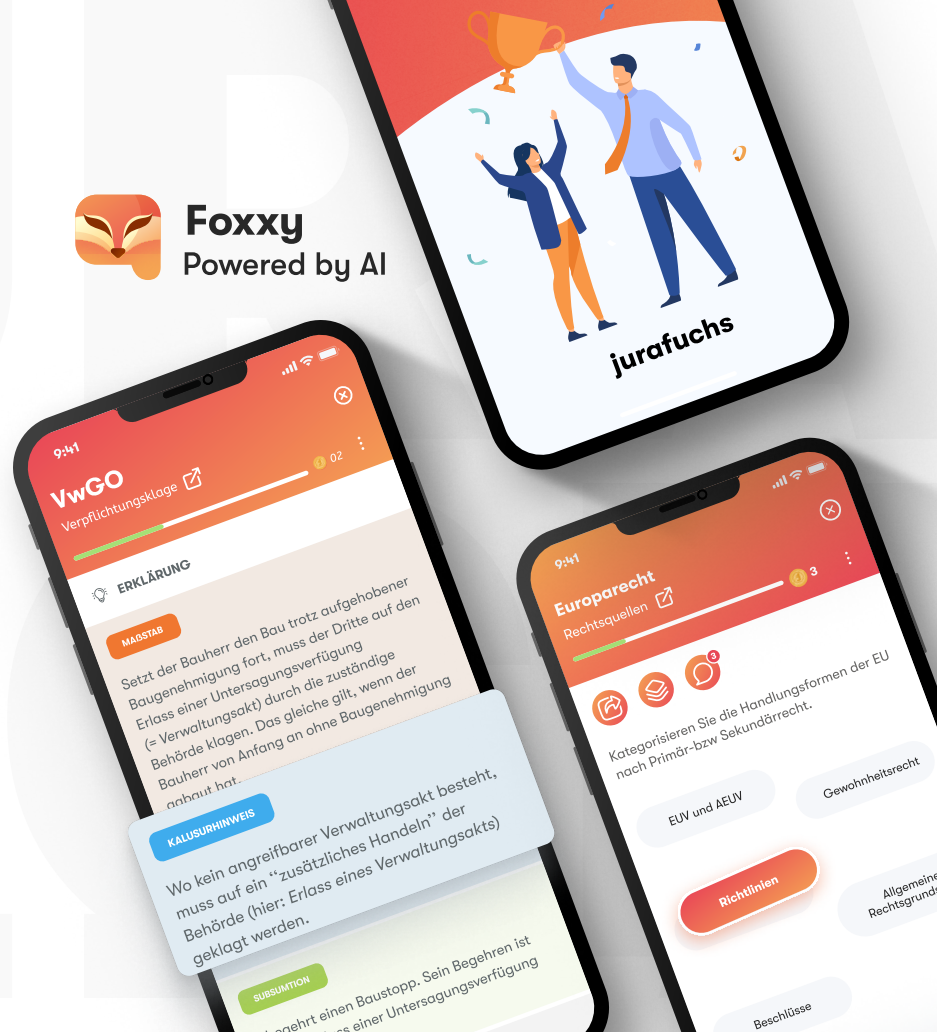 Foxxy
Powered by AI
jurafuchs
9:41
VwGO
Verpflichtungsklage
02
ERKLÄRUNG
MAGSTAB
Setzt der Bauherr den Bau trotz aufgehobener
Baugenehmigung fort, muss der Dritte auf den
Erlass einer Untersagungsverfügung
(= Verwaltungsakt) durch die zuständige
Behörde klagen. Das gleiche gilt, wenn der
Bauherr von Anfang an ohne Baugenehmigung
gebaut hat.
KALUSURHINWEIS
Wo kein angreifbarer Verwaltungsakt besteht,
muss auf ein “zusätzliches Handeln” der
Behörde (hier: Erlass eines Verwaltungsakts)
geklagt werden.
SUBSUMTION
einen Baustopp. Sein Begehren ist
einer Untersagungsverfügung
9:41
Europarecht
Rechtsquellen
3
3
Kategorisieren Sie die Handlungsformen der EU
nach Primär-bzw Sekundärrecht.
EUV und AEUV
Gewohnheitsrecht
Richtlinien
Allgemeine
Beschlüsse